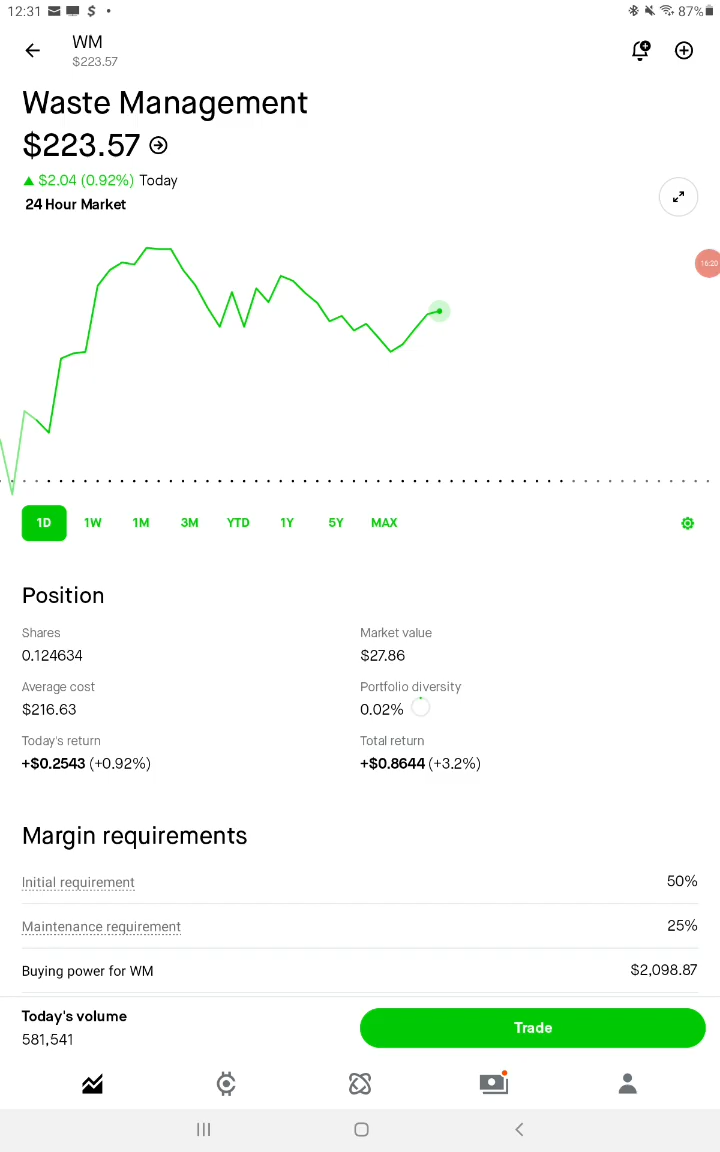 12:31 $ 87%
WM
$223.57
Waste Management
$223.57
▲ $2.04 (0.92%) Today
24 Hour Market
16:20
1D 1W 1M 3M YTD 1Y 5Y MAX
Position
Shares Market value
0.124634 $27.86
Average cost Portfolio diversity
$216.63 0.02%
Today's return Total return
+$0.2543 (+0.92%) +$0.8644 (+3.2%)
Margin requirements
Initial requirement 50%
Maintenance requirement 25%
Buying power for WM $2,098.87
Today's volume
581,541
Trade